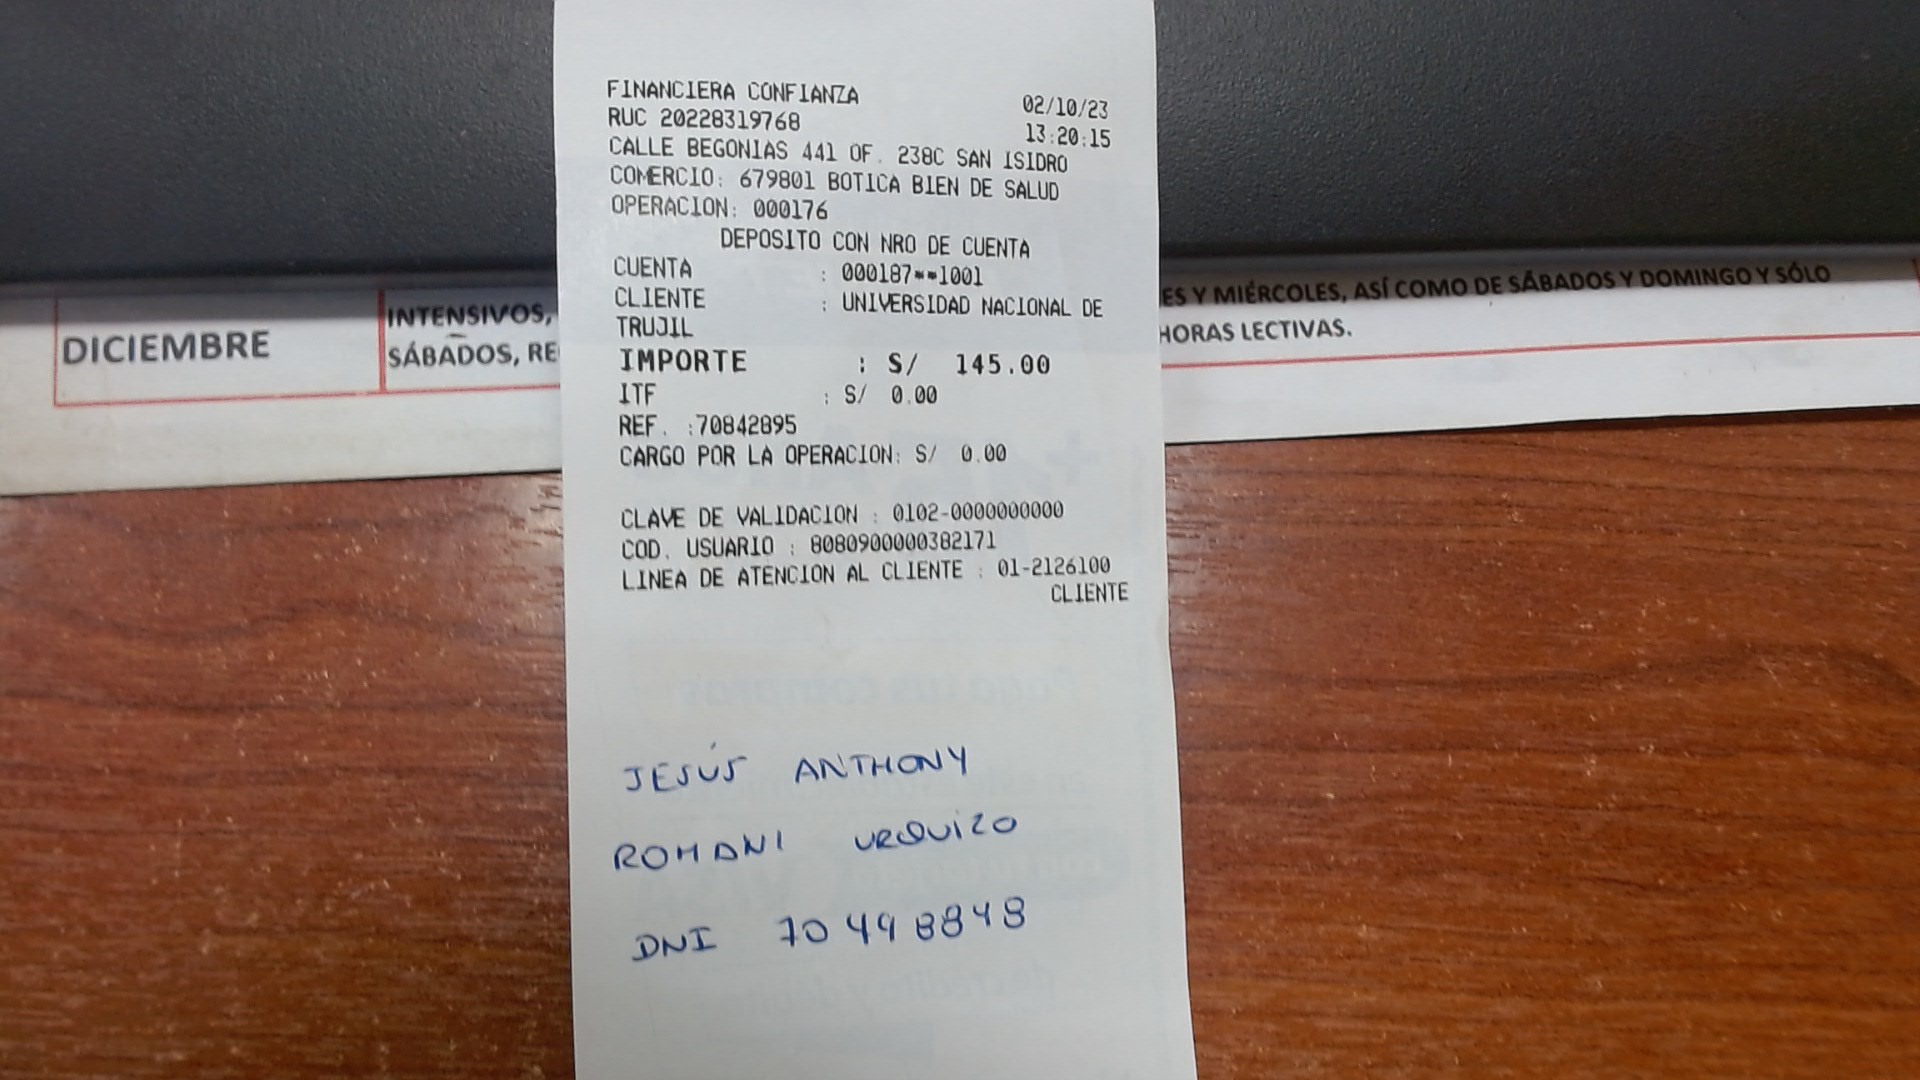 FINANCIERA CONFIANZA 02/10/23
RUC 20228319768 13:20:15
CALLE BEGONIAS 441 OF. 238C SAN ISIDRO
COMERCIO: 679801 BOTICA BIEN DE SALUD
OPERACION: 000176
DEPOSITO CON NRO DE CUENTA
CUENTA : 000187**1001
CLIENTE : UNIVERSIDAD NACIONAL DE
TRUJIL
IMPORTE : S/ 145.00
ITF : S/ 0.00
REF. :70842895
CARGO POR LA OPERACION: S/ 0.00
CLAVE DE VALIDACION : 0102-0000000000
COD. USUARIO : 8080900000382171
LINEA DE ATENCION AL CLIENTE : 01-2126100
CLIENTE
JESÚS ANTHONY
ROMANI URQUIZO
DNI 70498848
DICIEMBRE
INTENSIVOS,
SÁBADOS, RE
ES Y MIÉRCOLES, ASÍ COMO DE SÁBADOS Y DOMINGO Y SÓLO
HORAS LECTIVAS.